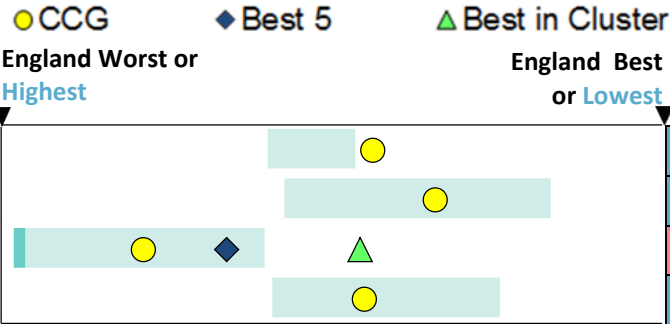 CCG Best 5 Best in Cluster
England Worst or England Best
Highest or Lowest